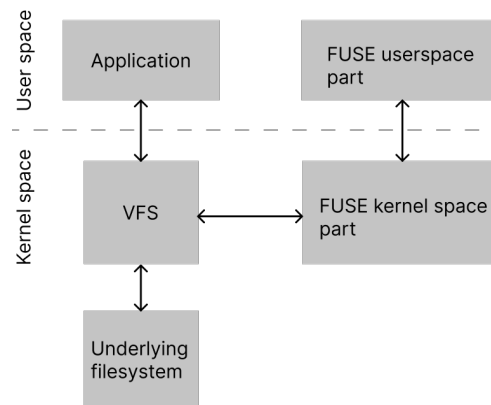 User space
Application
FUSE userspace
part
Kernel space
VFS
FUSE kernel space
part
Underlying
filesystem